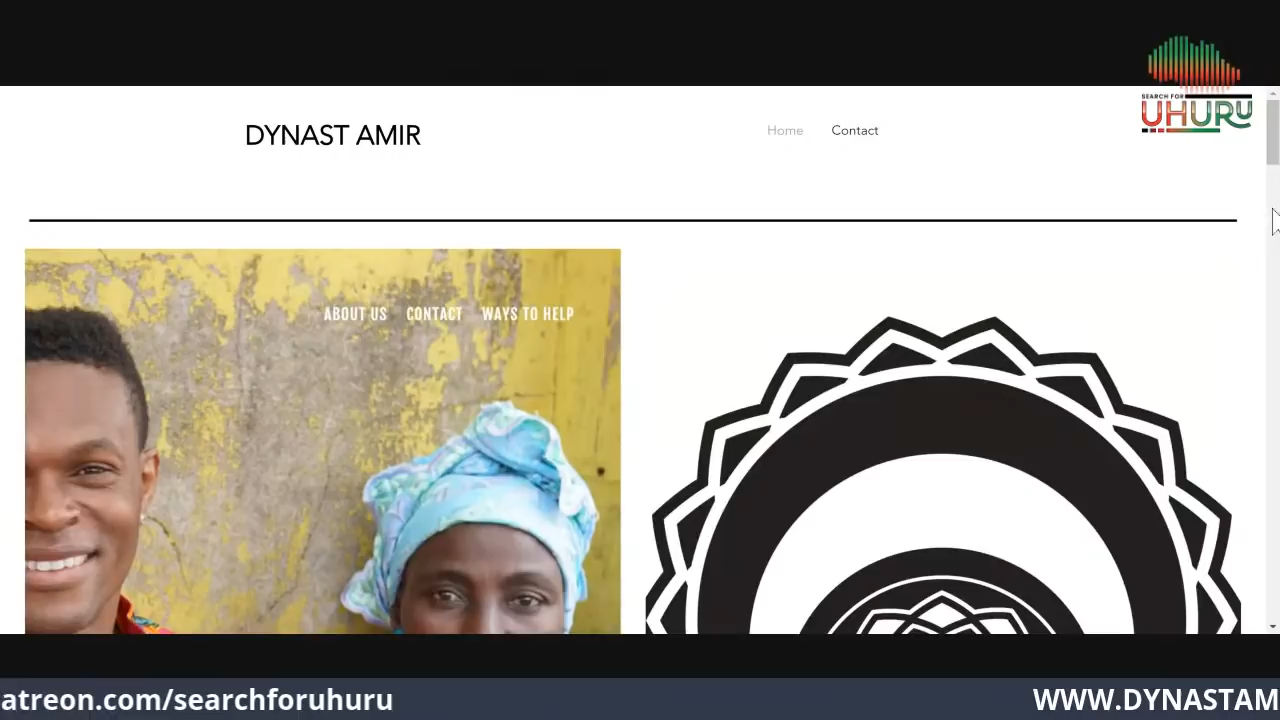 SEARCH FOR
UHURU
DYNAST AMIR
Home
Contact
ABOUT US
CONTACT
WAYS TO HELP
atreon.com/searchforuhuru
WWW.DYNASTAM